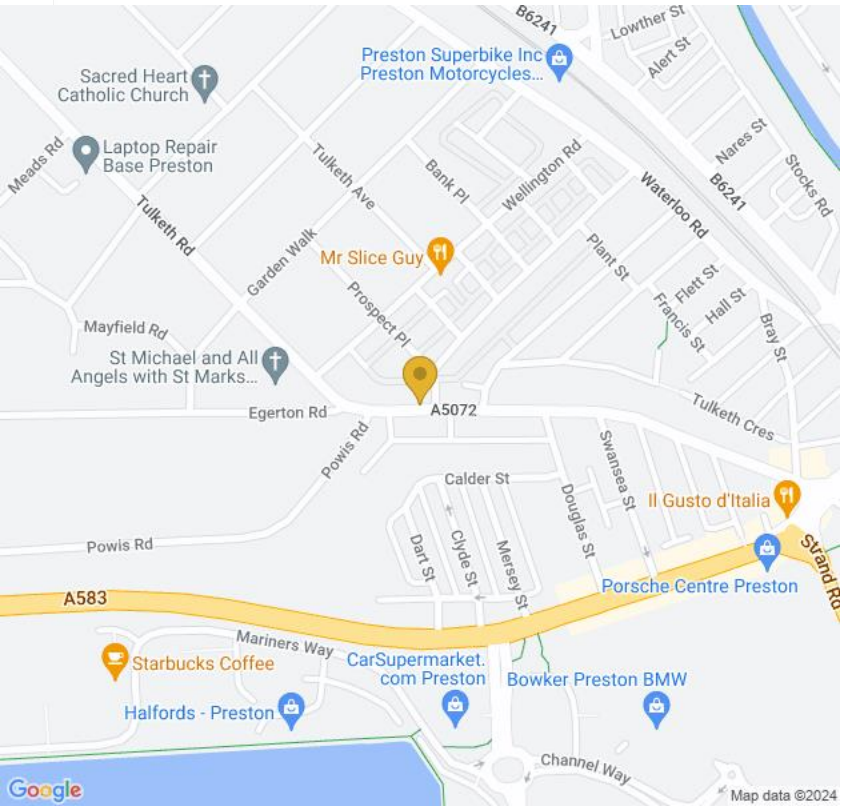 B6241
Lowther St
Alert St
Preston Superbike Inc
Preston Motorcycles...
Sacred Heart
Catholic Church
Laptop Repair
Base Preston
Meads Rd
Tulketh Ave
Bank Pl
Wellington Rd
Nares St
Stocks Rd
Waterloo Rd
B6241
Tulketh Rd
Garden Walk
Mr Slice Guy
Plant St
Flett St
Hall St
Francis St
Bray St
Prospect Pl
Mayfield Rd
St Michael and All
Angels with St Marks...
Egerton Rd
A5072
Tulketh Cres
Powis Rd
Calder St
Swansea St
Douglas St
Il Gusto d'Italia
Powis Rd
Dart St
Clyde St
Mersey St
Strand Rd
Porsche Centre Preston
A583
Mariners Way
Starbucks Coffee
CarSupermarket.
com Preston
Bowker Preston BMW
Halfords - Preston
Channel Way
Google
Map data ©2024